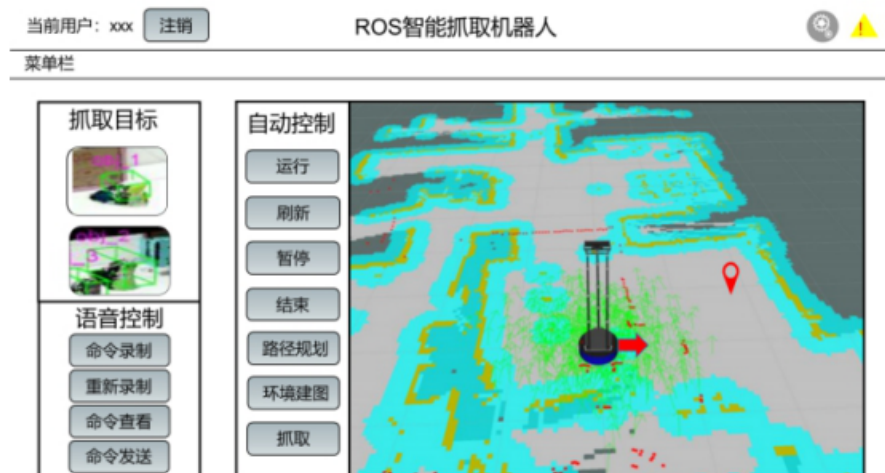 当前用户：xxx 注销 ROS智能抓取机器人
菜单栏
抓取目标
obj_1
obj_2
_3
语音控制
命令录制
重新录制
命令查看
命令发送
自动控制
运行
刷新
暂停
结束
路径规划
环境建图
抓取